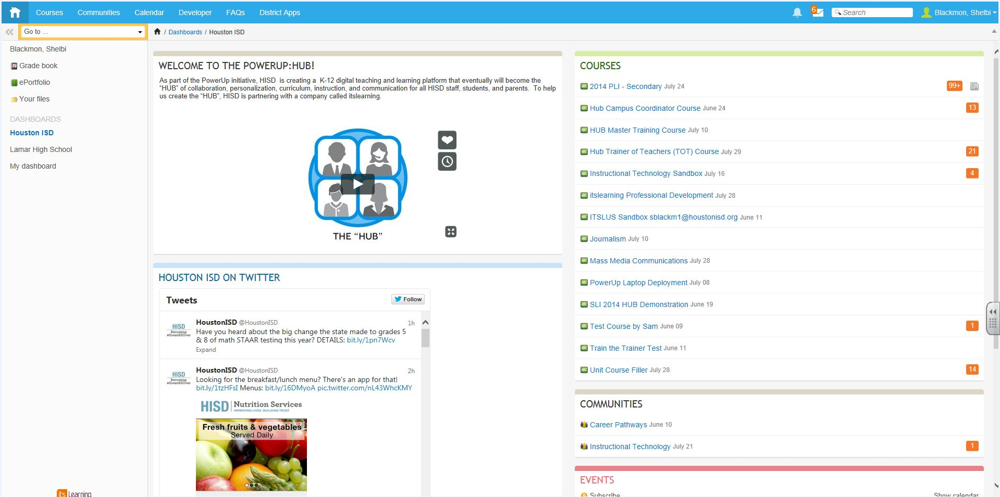 Courses Communities Calendar Developer FAQs District Apps
6 Search Blackmon, Shelbi
Go to ...
/ Dashboards / Houston ISD
Blackmon, Shelbi
Grade book
ePortfolio
Your files
DASHBOARDS
Houston ISD
Lamar High School
My dashboard
its Learning
WELCOME TO THE POWERUP:HUB!
As part of the PowerUp initiative, HISD is creating a K-12 digital teaching and learning platform that eventually will become the
“HUB” of collaboration, personalization, curriculum, instruction, and communication for all HISD staff, students, and parents. To help
us create the “HUB”, HISD is partnering with a company called itslearning.
THE “HUB”
HOUSTON ISD ON TWITTER
Tweets Follow
HISD
Becoming
#GreatAllOver
HoustonISD @HoustonISD 1h
Have you heard about the big change the state made to grades 5
& 8 of math STAAR testing this year? DETAILS: bit.ly/1pn7Wcv
Expand
HISD
Becoming
#GreatAllOver
HoustonISD @HoustonISD 2h
Looking for the breakfast/lunch menu? There's an app for that!
bit.ly/1tzHFsI Menus: bit.ly/16DMyoA pic.twitter.com/nL43WhcKMY
HISD Nutrition Services
IMPROVING LIVES. BUILDING TRUST.
Fresh fruits & vegetables
Served Daily
COURSES
2014 PLI - Secondary July 24 99+
Hub Campus Coordinator Course June 24 13
HUB Master Training Course July 10
Hub Trainer of Teachers (TOT) Course July 29 21
Instructional Technology Sandbox July 16 4
itslearning Professional Development July 28
ITSLUS Sandbox sblackm1@houstonisd.org June 11
Journalism July 10
Mass Media Communications July 28
PowerUp Laptop Deployment July 08
SLI 2014 HUB Demonstration June 19
Test Course by Sam June 09 1
Train the Trainer Test June 11
Unit Course Filler July 28 14
COMMUNITIES
Career Pathways June 10
Instructional Technology July 21 1
EVENTS
Subscribe Show calendar